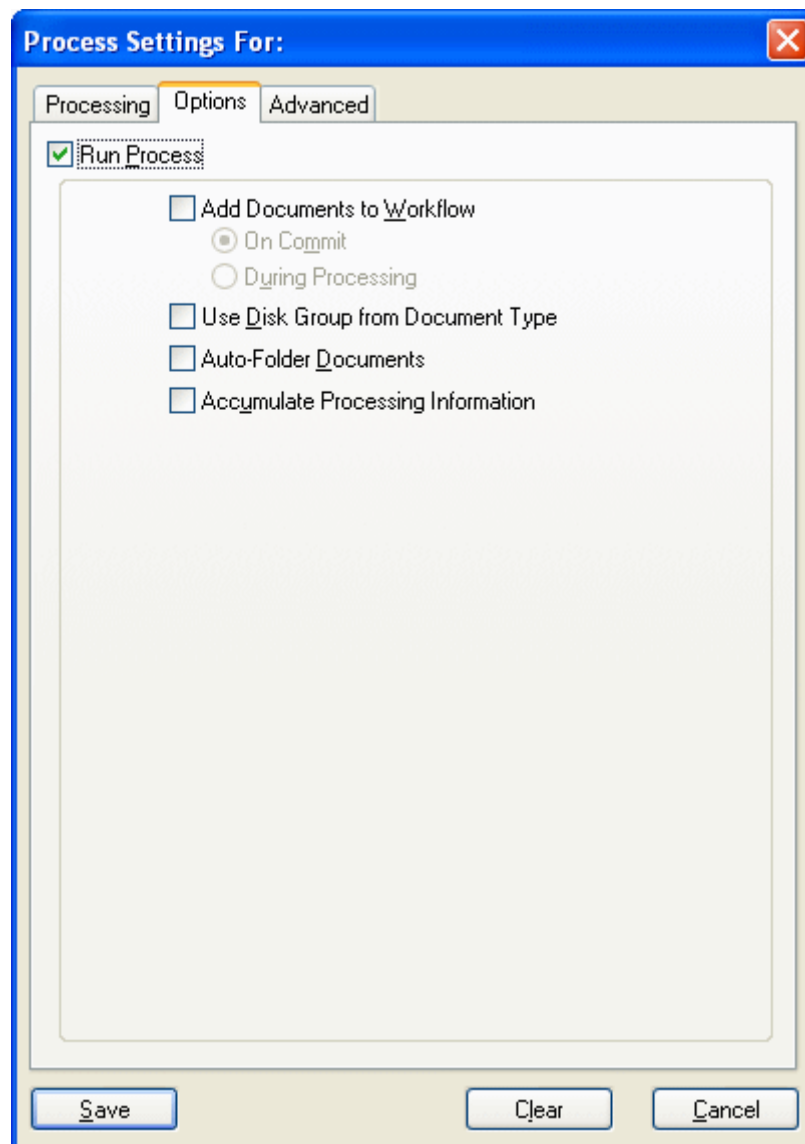 Process Settings For:
Processing Options Advanced
Run Process
Add Documents to Workflow
On Commit
During Processing
Use Disk Group from Document Type
Auto-Folder Documents
Accumulate Processing Information
Save Clear Cancel